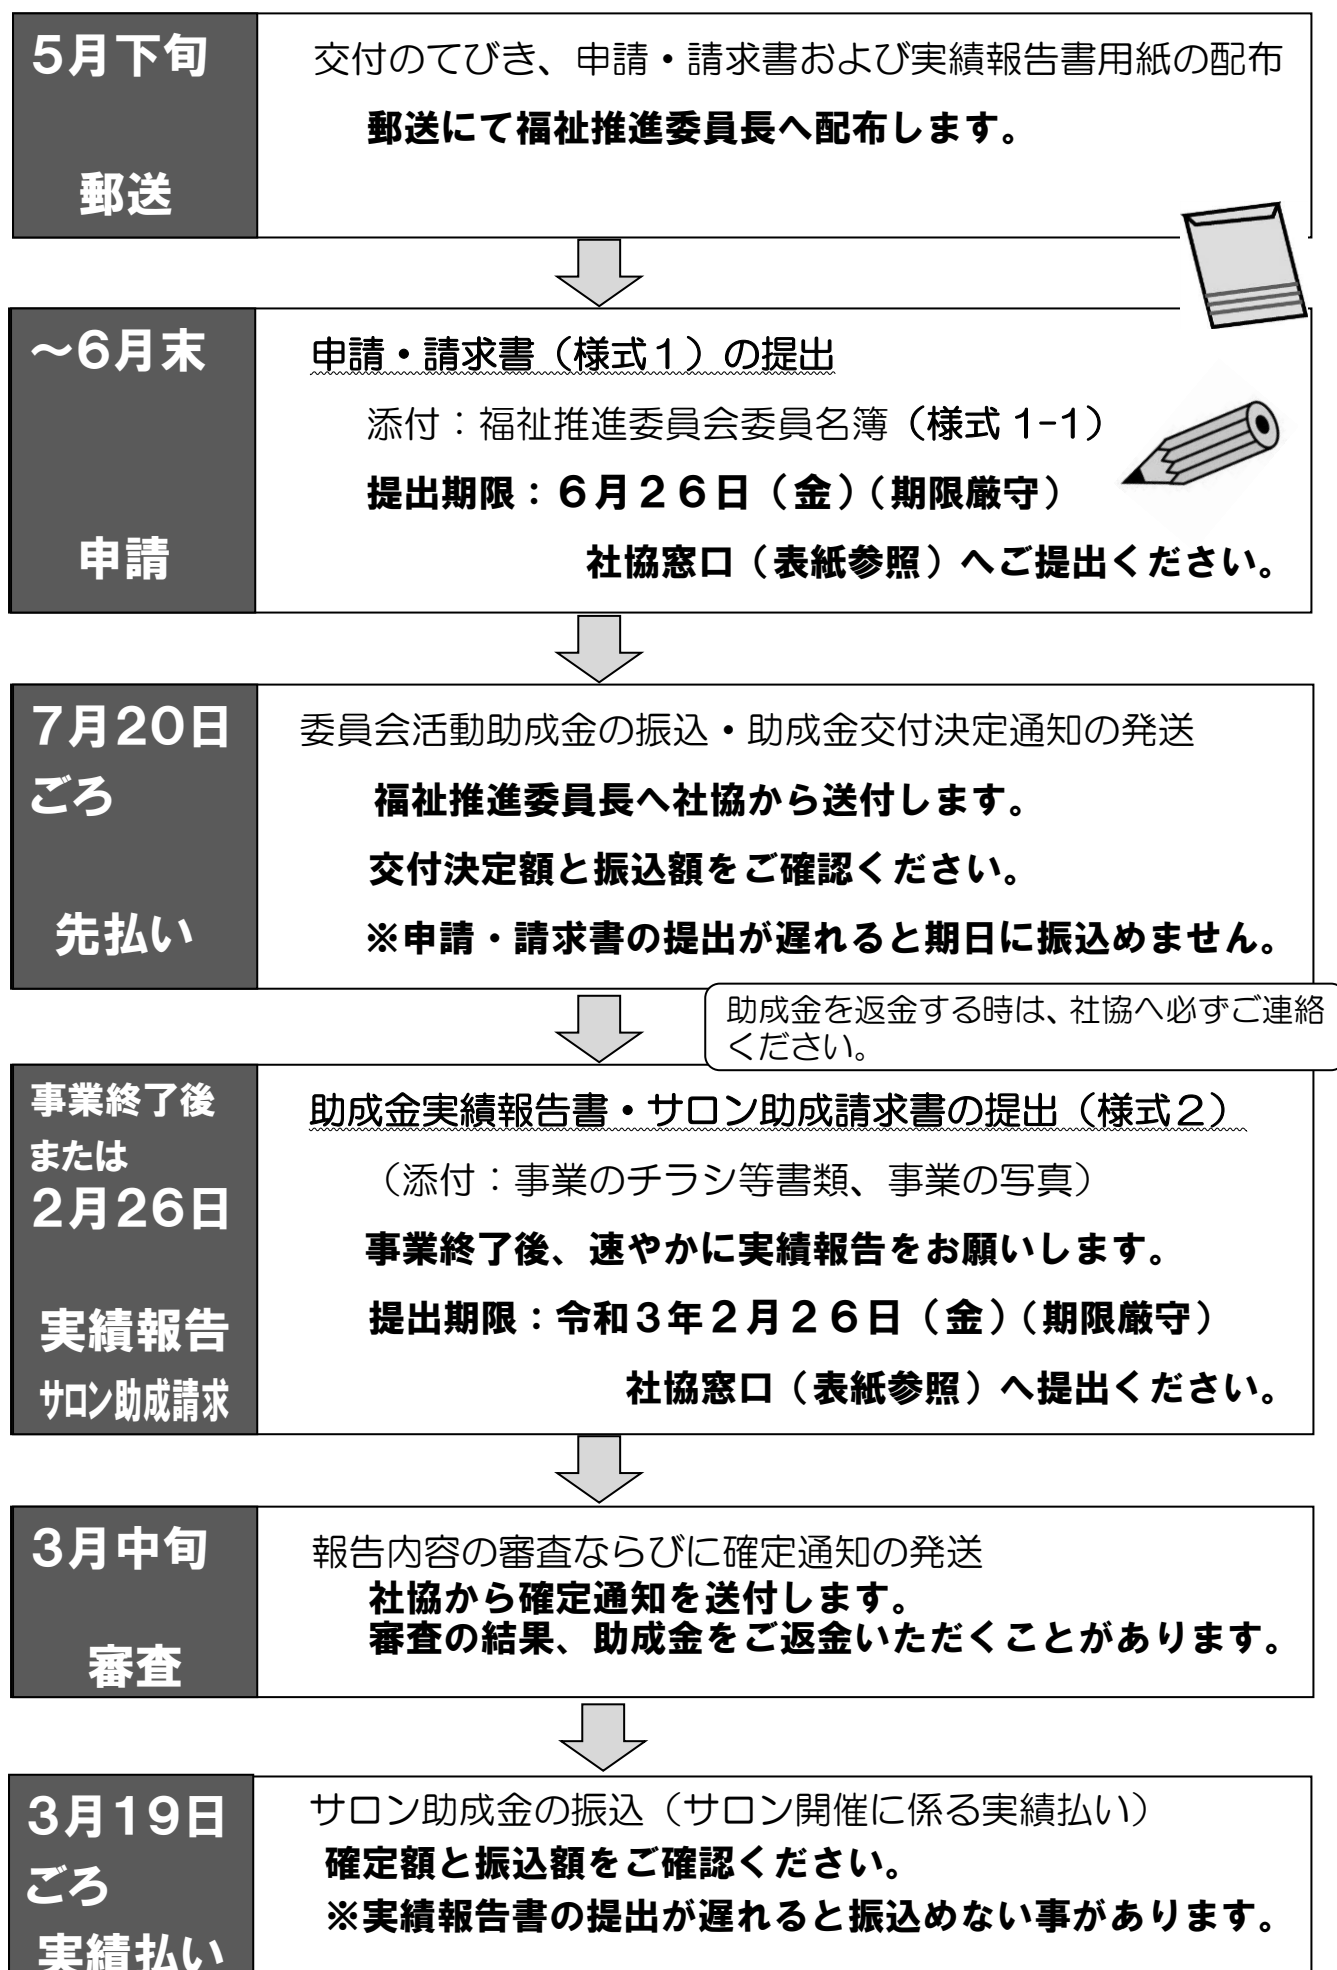 5月下旬
郵送
交付のてびき、申請・請求書および実績報告書用紙の配布
郵送にて福祉推進委員長へ配布します。
～6月末
申請
申請・請求書（様式１）の提出
添付：福祉推進委員会委員名簿（様式 1-1）
提出期限：６月２６日（金）（期限厳守）
社協窓口（表紙参照）へご提出ください。
7月20日
ごろ
先払い
委員会活動助成金の振込・助成金交付決定通知の発送
福祉推進委員長へ社協から送付します。
交付決定額と振込額をご確認ください。
※申請・請求書の提出が遅れると期日に振込めません。
助成金を返金する時は、社協へ必ずご連絡
ください。
事業終了後
または
2月26日
実績報告
サロン助成請求
助成金実績報告書・サロン助成請求書の提出（様式２）
（添付：事業のチラシ等書類、事業の写真）
事業終了後、速やかに実績報告をお願いします。
提出期限：令和３年２月２６日（金）（期限厳守）
社協窓口（表紙参照）へ提出ください。
3月中旬
審査
報告内容の審査ならびに確定通知の発送
社協から確定通知を送付します。
審査の結果、助成金をご返金いただくことがあります。
3月19日
ごろ
実績払い
サロン助成金の振込（サロン開催に係る実績払い）
確定額と振込額をご確認ください。
※実績報告書の提出が遅れると振込めない事があります。